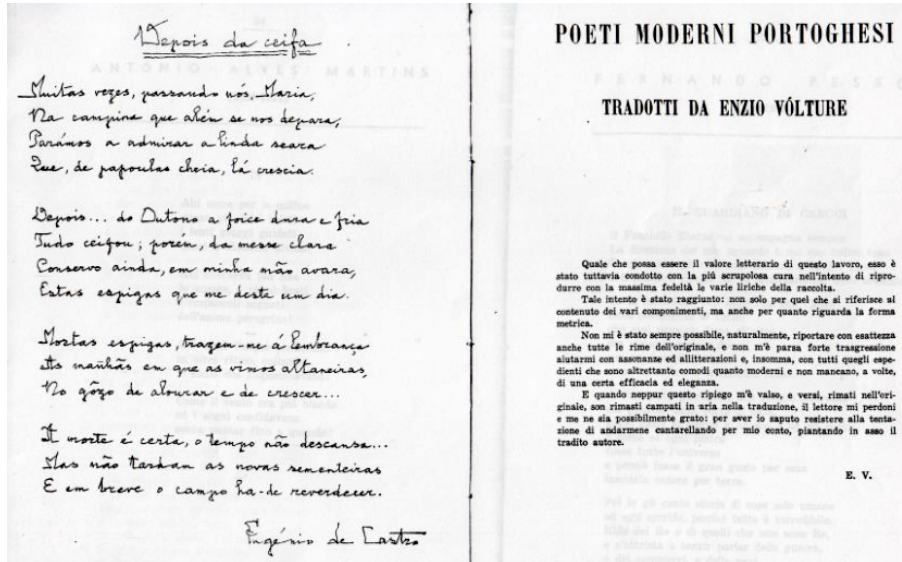 Depois da ceifa
Muitas vezes, passando nós, Maria,
Na campina que além se nos depara,
Parámos a admirar a linda seara
Que, de papoulas cheia, lá crescia.
Depois... do Outono a foice dura e fria
Tudo ceifou; porém, da messe clara
Conservo ainda, em minha mão avara,
Estas espigas que me deste um dia.
Mortas espigas, trazem-me á lembrança
As manhãs em que as vimos altaneiras,
No gôzo de alourar e de crescer...
A morte é certa, o tempo não descansa...
Mas não tardam as novas sementeiras
E em breve o campo ha-de reverdecer.
Eugénio de Castro
POETI MODERNI PORTOGHESI
TRADOTTI DA ENZIO VÓLTURE
Quale che possa essere il valore letterario di questo lavoro, esso è
stato tuttavia condotto con la piú scrupolosa cura nell'intento di ripro-
durre con la massima fedeltà le varie liriche della raccolta.
Tale intento è stato raggiunto: non solo per quel che si riferisce al
contenuto dei vari componimenti, ma anche per quanto riguarda la forma
metrica.
Non mi è stato sempre possibile, naturalmente, riportare con esattezza
anche tutte le rime dell'originale, e non m'è parsa forte trasgressione
aiutarmi con assonanze ed allitterazioni e, insomma, con tutti quegli espe-
dienti che sono altrettanto comodi quanto moderni e non mancano, a volte,
di una certa efficacia ed eleganza.
E quando neppur questo ripiego m'è valso, e versi, rimati nell'ori-
ginale, son rimasti campati in aria nella traduzione, il lettore mi perdoni
e me ne sia possibilmente grato: per aver io saputo resistere alla tenta-
zione di andarmene cantarellando per mio conto, piantando in asso il
tradito autore.
E. V.